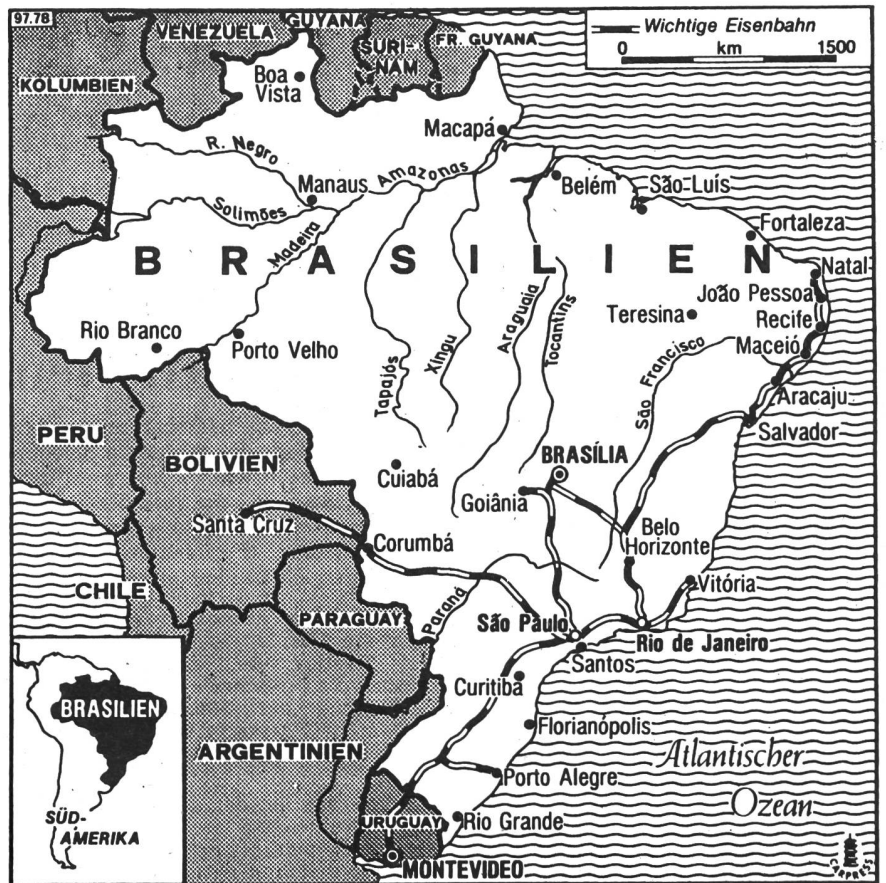 97.78
Wichtige Eisenbahn
0 km 1500
VENEZUELA
GUYANA
SURI-
NAM
FR. GUYANA
KOLUMBIEN
Boa
Vista
Macapá
R. Negro
Amazonas
Manaus
Belém
São-Luís
Solimões
Madeira
Fortaleza
BRASILIEN
Natal
João Pessoa
Teresina
Recife
Rio Branco
Porto Velho
Maceió
Tapajós
Xingu
Araguaia
Tocantins
São Francisco
Aracaju
Salvador
PERU
BOLIVIEN
Cuiabá
BRASÍLIA
Goiânia
Santa Cruz
Corumbá
Belo
Horizonte
CHILE
Vitória
PARAGUAY
Paraná
São Paulo
Rio de Janeiro
Santos
Curitiba
BRASILIEN
Florianópolis
ARGENTINIEN
Atlantischer
Ozean
Porto Alegre
SÜD-
AMERIKA
URUGUAY
Rio Grande
MONTEVIDEO
CARPRESS